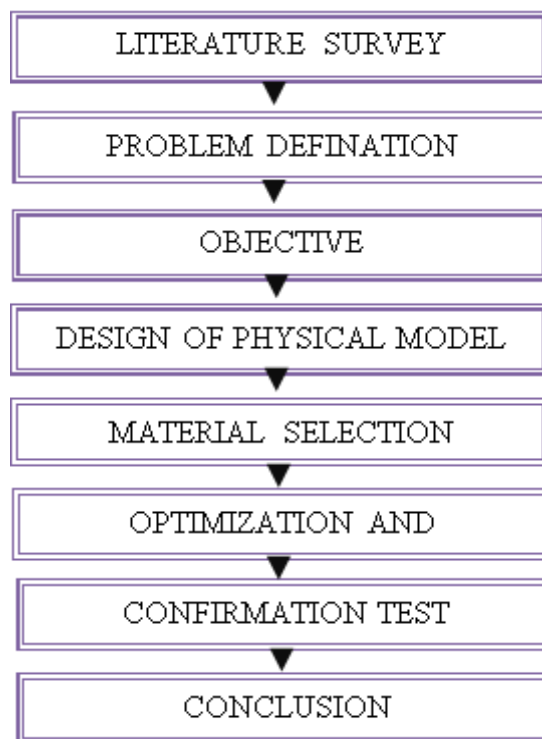 LITERATURE SURVEY
PROBLEM DEFINATION
OBJECTIVE
DESIGN OF PHYSICAL MODEL
MATERIAL SELECTION
OPTIMIZATION AND
CONFIRMATION TEST
CONCLUSION